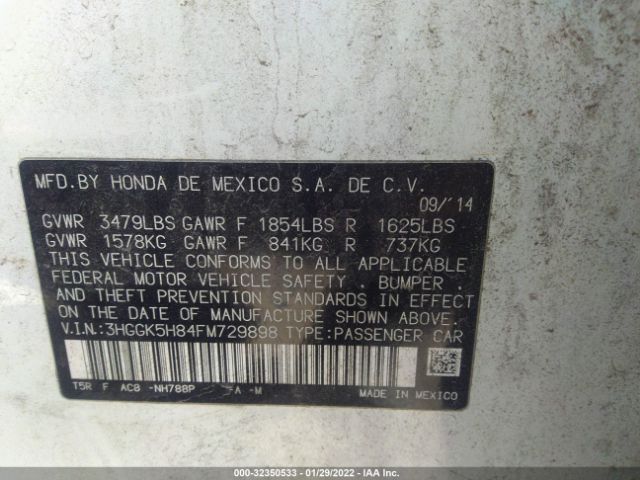 MFD.BY HONDA DE MEXICO S.A. DE C.V.
09/'14
GVWR 3479LBS GAWR F 1854LBS R 1625LBS
GVWR 1578KG GAWR F 841KG R 737KG
THIS VEHICLE CONFORMS TO ALL APPLICABLE
FEDERAL MOTOR VEHICLE SAFETY . BUMPER .
AND THEFT PREVENTION STANDARDS IN EFFECT
ON THE DATE OF MANUFACTURE SHOWN ABOVE.
V.I.N:3HGGK5H84FM729898 TYPE:PASSENGER CAR
T5R F AC8 -NH788P -A -M
MADE IN MEXICO
000-32350533 - 01/29/2022 - IAA Inc.